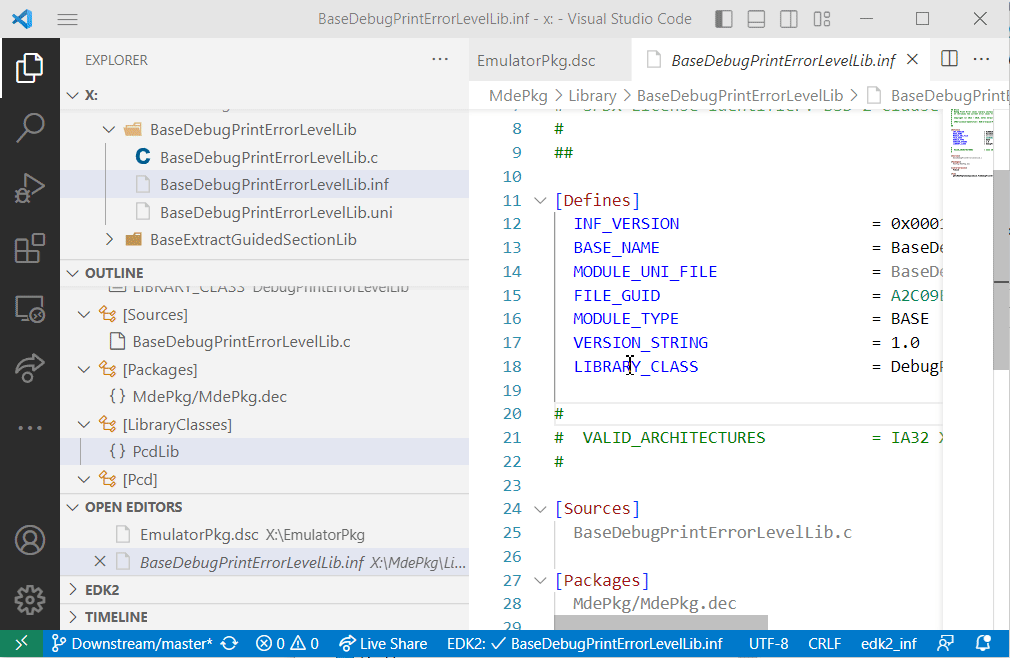 BaseDebugPrintErrorLevelLib.inf - x: - Visual Studio Code
EXPLORER
X:
BaseDebugPrintErrorLevelLib
C BaseDebugPrintErrorLevelLib.c
BaseDebugPrintErrorLevelLib.inf
BaseDebugPrintErrorLevelLib.uni
BaseExtractGuidedSectionLib
OUTLINE
LIBRARY_CLASS DebugPrintErrorLevelLib
[Sources]
BaseDebugPrintErrorLevelLib.c
[Packages]
{} MdePkg/MdePkg.dec
[LibraryClasses]
{} PcdLib
[Pcd]
OPEN EDITORS
EmulatorPkg.dsc X:\EmulatorPkg
BaseDebugPrintErrorLevelLib.inf X:\MdePkg\Li...
EDK2
TIMELINE
EmulatorPkg.dsc
BaseDebugPrintErrorLevelLib.inf
MdePkg > Library > BaseDebugPrintErrorLevelLib > BaseDebugPrintE
8 #
9 ##
10
11 [Defines]
12 INF_VERSION = 0x0001
13 BASE_NAME = BaseDe
14 MODULE_UNI_FILE = BaseDe
15 FILE_GUID = A2C09E
16 MODULE_TYPE = BASE
17 VERSION_STRING = 1.0
18 LIBRARY_CLASS = DebugP
19
20 #
21 # VALID_ARCHITECTURES = IA32 X
22 #
23
24 [Sources]
25 BaseDebugPrintErrorLevelLib.c
26
27 [Packages]
28 MdePkg/MdePkg.dec
29
Downstream/master* 0 0 Live Share EDK2: ✓ BaseDebugPrintErrorLevelLib.inf UTF-8 CRLF edk2_inf